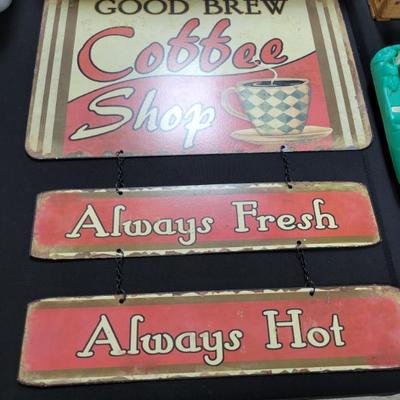 GOOD BREW
Coffee
Shop
Always Fresh
Always Hot